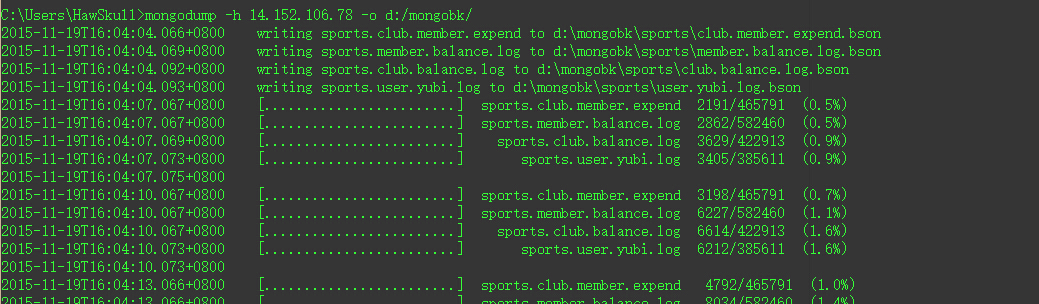 C:\Users\HawSkull>mongodump -h 14.152.106.78 -o d:/mongobk/
2015-11-19T16:04:04.066+0800 writing sports.club.member.expend to d:\mongobk\sports\club.member.expend.bson
2015-11-19T16:04:04.069+0800 writing sports.member.balance.log to d:\mongobk\sports\member.balance.log.bson
2015-11-19T16:04:04.092+0800 writing sports.club.balance.log to d:\mongobk\sports\club.balance.log.bson
2015-11-19T16:04:04.093+0800 writing sports.user.yubi.log to d:\mongobk\sports\user.yubi.log.bson
2015-11-19T16:04:07.067+0800 [........................] sports.club.member.expend 2191/465791 (0.5%)
2015-11-19T16:04:07.067+0800 [........................] sports.member.balance.log 2862/582460 (0.5%)
2015-11-19T16:04:07.069+0800 [........................] sports.club.balance.log 3629/422913 (0.9%)
2015-11-19T16:04:07.073+0800 [........................] sports.user.yubi.log 3405/385611 (0.9%)
2015-11-19T16:04:07.075+0800
2015-11-19T16:04:10.067+0800 [........................] sports.club.member.expend 3198/465791 (0.7%)
2015-11-19T16:04:10.067+0800 [........................] sports.member.balance.log 6227/582460 (1.1%)
2015-11-19T16:04:10.067+0800 [........................] sports.club.balance.log 6614/422913 (1.6%)
2015-11-19T16:04:10.073+0800 [........................] sports.user.yubi.log 6212/385611 (1.6%)
2015-11-19T16:04:10.073+0800
2015-11-19T16:04:13.066+0800 [........................] sports.club.member.expend 4792/465791 (1.0%)
2015-11-19T16:04:13.066+0800 [........................] sports.member.balance.log 8034/582460 (1.4%)